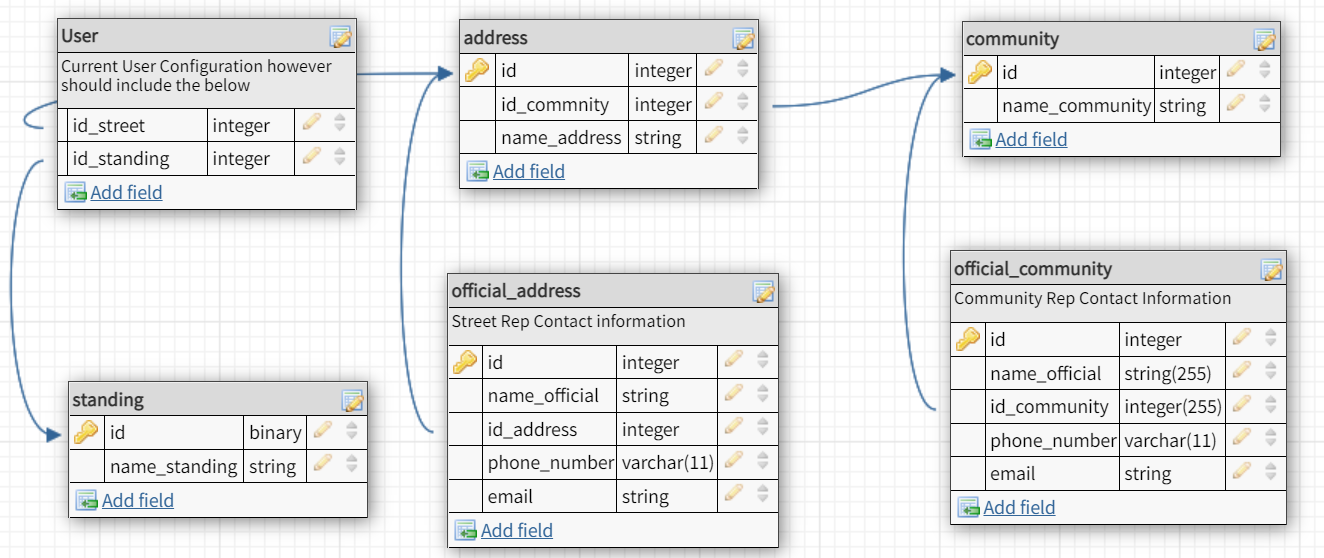 User
Current User Configuration however
should include the below
id_street integer
id_standing integer
Add field
address
id integer
id_commnity integer
name_address string
Add field
community
id integer
name_community string
Add field
standing
id binary
name_standing string
Add field
official_address
Street Rep Contact information
id integer
name_official string
id_address integer
phone_number varchar(11)
email string
Add field
official_community
Community Rep Contact Information
id integer
name_official string(255)
id_community integer(255)
phone_number varchar(11)
email string
Add field